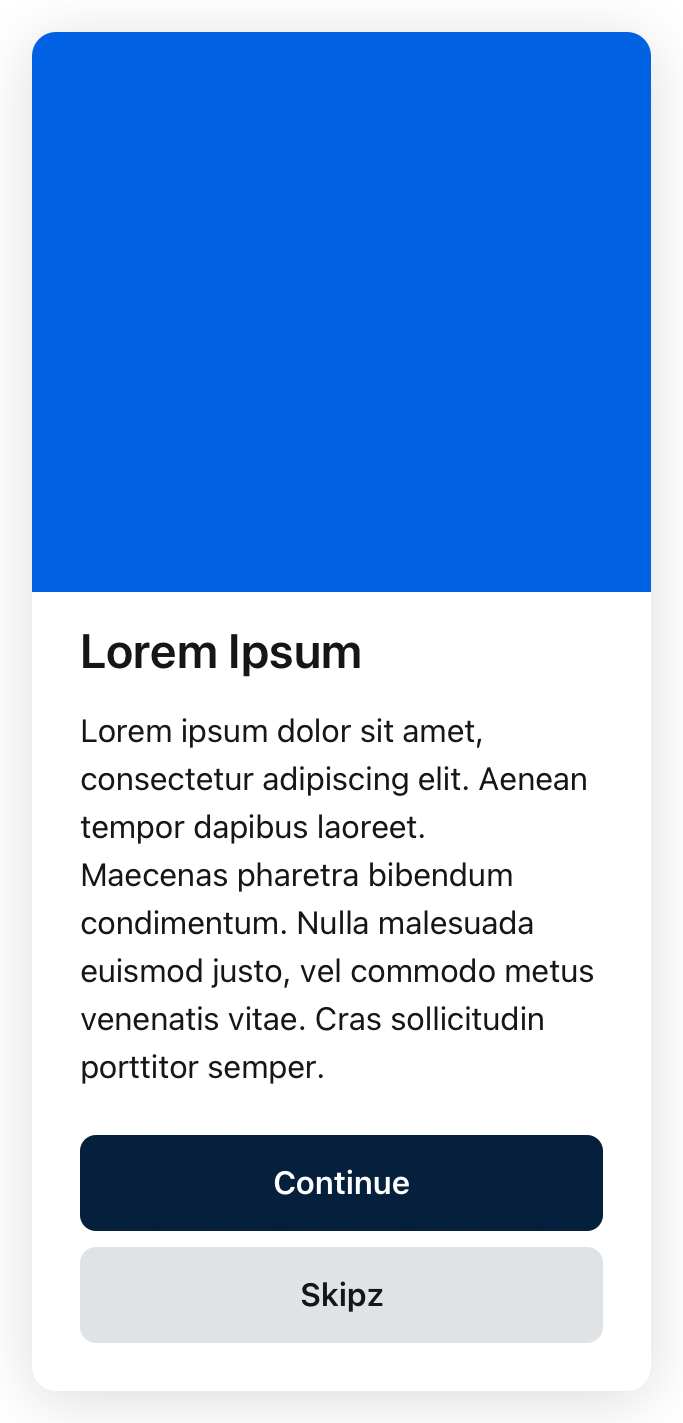 Lorem Ipsum
Lorem ipsum dolor sit amet,
consectetur adipiscing elit. Aenean
tempor dapibus laoreet.
Maecenas pharetra bibendum
condimentum. Nulla malesuada
euismod justo, vel commodo metus
venenatis vitae. Cras sollicitudin
porttitor semper.
Continue
Skipz